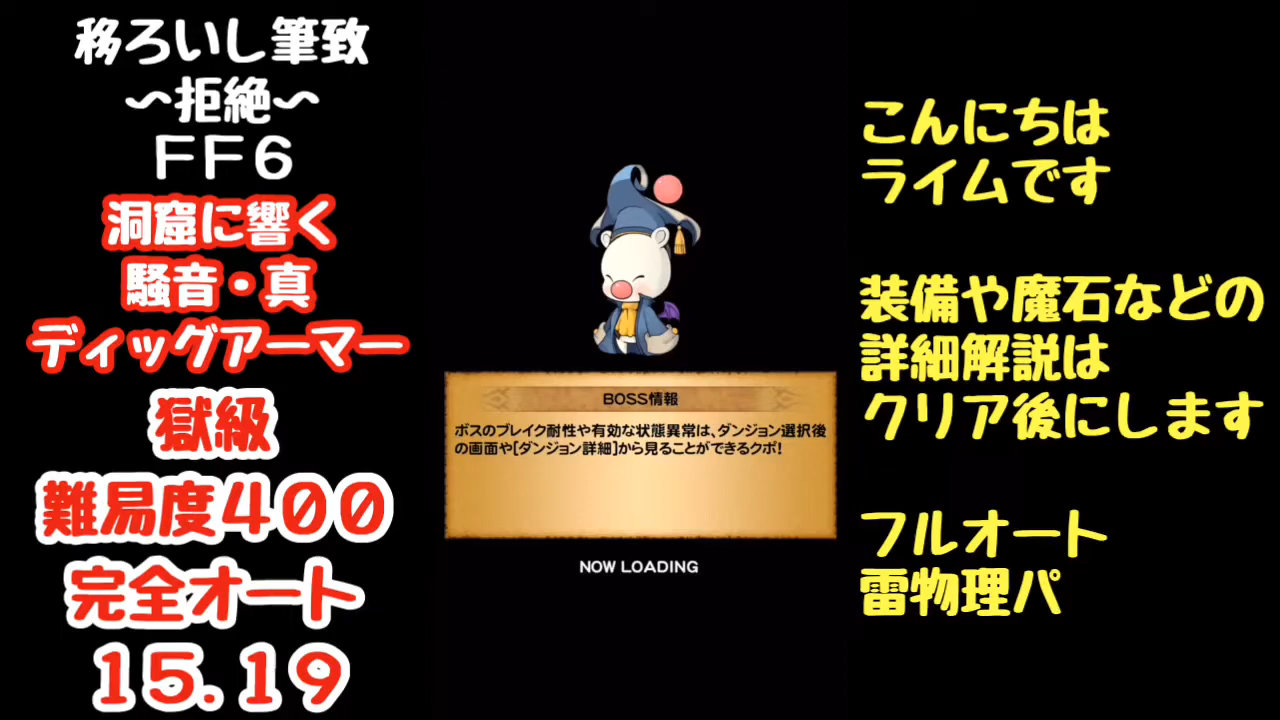 移ろいし筆致
～拒絶～
ＦＦ６
洞窟に響く
騒音・真
ディッグアーマー
獄級
難易度４００
完全オート
１５.１９
BOSS情報
ボスのブレイク耐性や有効な状態異常は、ダンジョン選択後
の画面や[ダンジョン詳細]から見ることができるクポ!
NOW LOADING
こんにちは
ライムです
装備や魔石などの
詳細解説は
クリア後にします
フルオート
雷物理パ